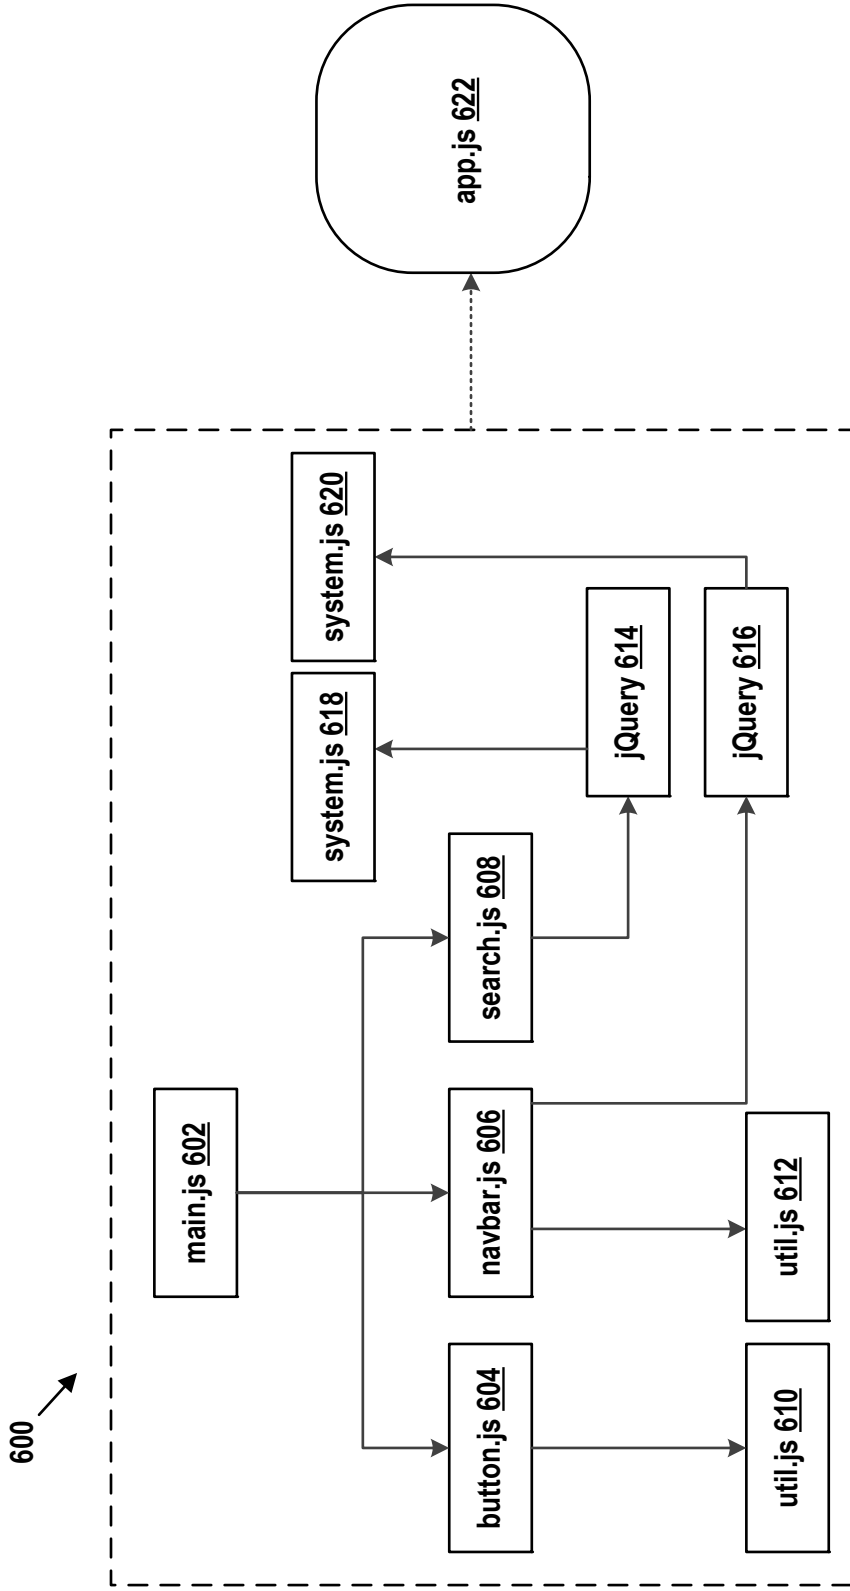 600
main.js 602
button.js 604
navbar.js 606
search.js 608
util.js 610
util.js 612
jQuery 614
jQuery 616
system.js 618
system.js 620
app.js 622